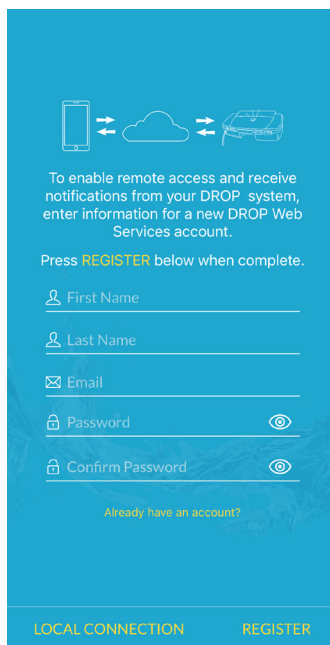 To enable remote access and receive
notifications from your DROP system,
enter information for a new DROP Web
Services account.
Press REGISTER below when complete.
First Name
Last Name
Email
Password
Confirm Password
Already have an account?
LOCAL CONNECTION REGISTER